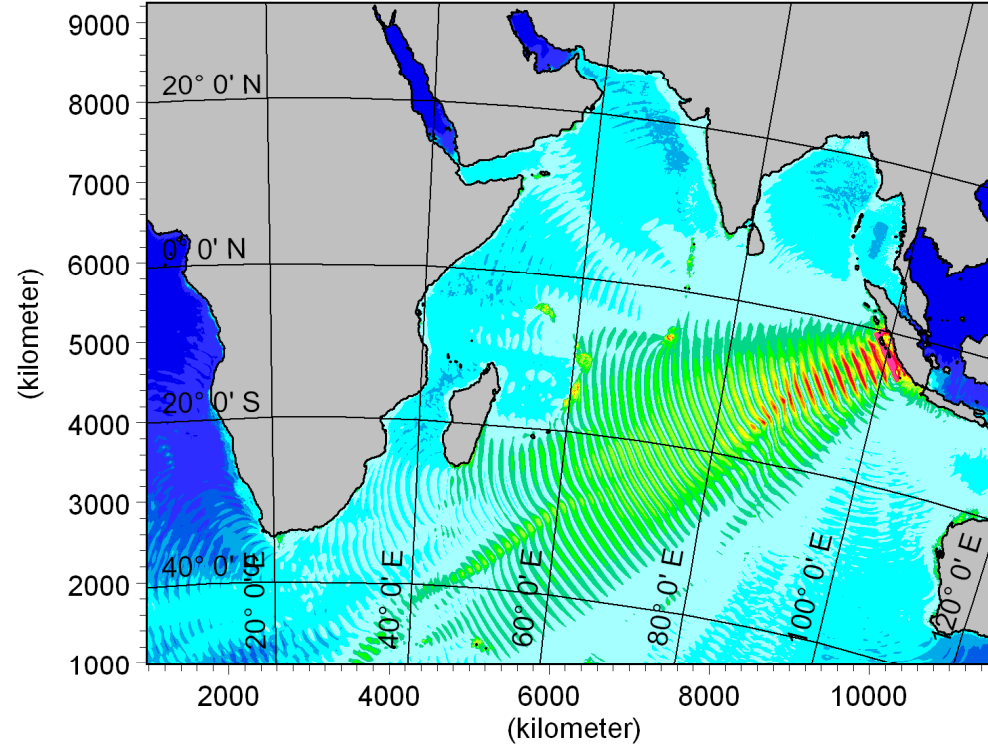 9000
8000
7000
6000
5000
4000
3000
2000
1000
(kilometer)
20° 0' N
0° 0' N
20° 0' S
40° 0' S
20° 0' E
40° 0' E
60° 0' E
80° 0' E
100° 0' E
120° 0' E
2000 4000 6000 8000 10000
(kilometer)